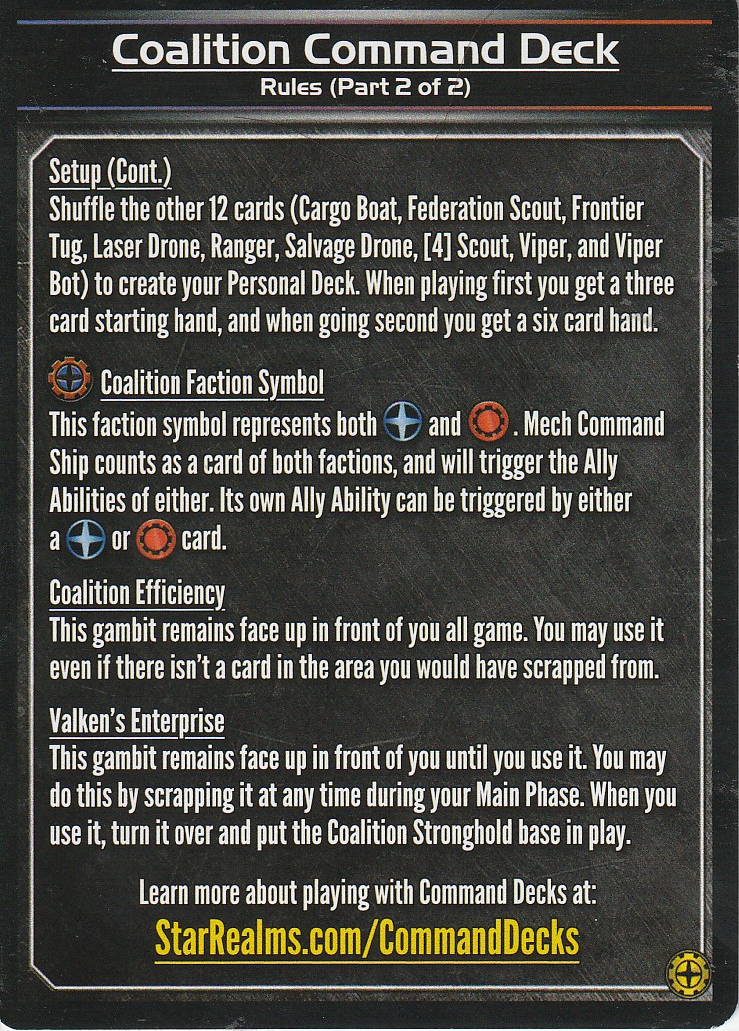 Coalition Command Deck
Rules (Part 2 of 2)
Setup (Cont.)
Shuffle the other 12 cards (Cargo Boat, Federation Scout, Frontier
Tug, Laser Drone, Ranger, Salvage Drone, [4] Scout, Viper, and Viper
Bot) to create your Personal Deck. When playing first you get a three
card starting hand, and when going second you get a six card hand.
Coalition Faction Symbol
This faction symbol represents both and . Mech Command
Ship counts as a card of both factions, and will trigger the Ally
Abilities of either. Its own Ally Ability can be triggered by either
a or card.
Coalition Efficiency
This gambit remains face up in front of you all game. You may use it
even if there isn't a card in the area you would have scrapped from.
Valken's Enterprise
This gambit remains face up in front of you until you use it. You may
do this by scrapping it at any time during your Main Phase. When you
use it, turn it over and put the Coalition Stronghold base in play.
Learn more about playing with Command Decks at:
StarRealms.com/CommandDecks